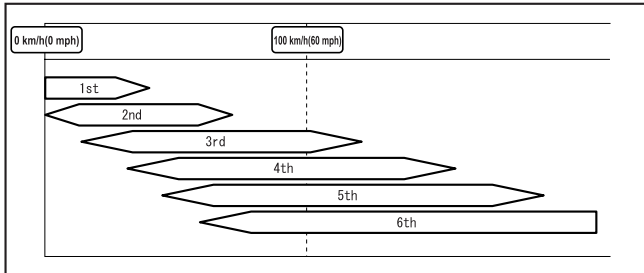 0 km/h(0 mph)
100 km/h(60 mph)
1st
2nd
3rd
4th
5th
6th